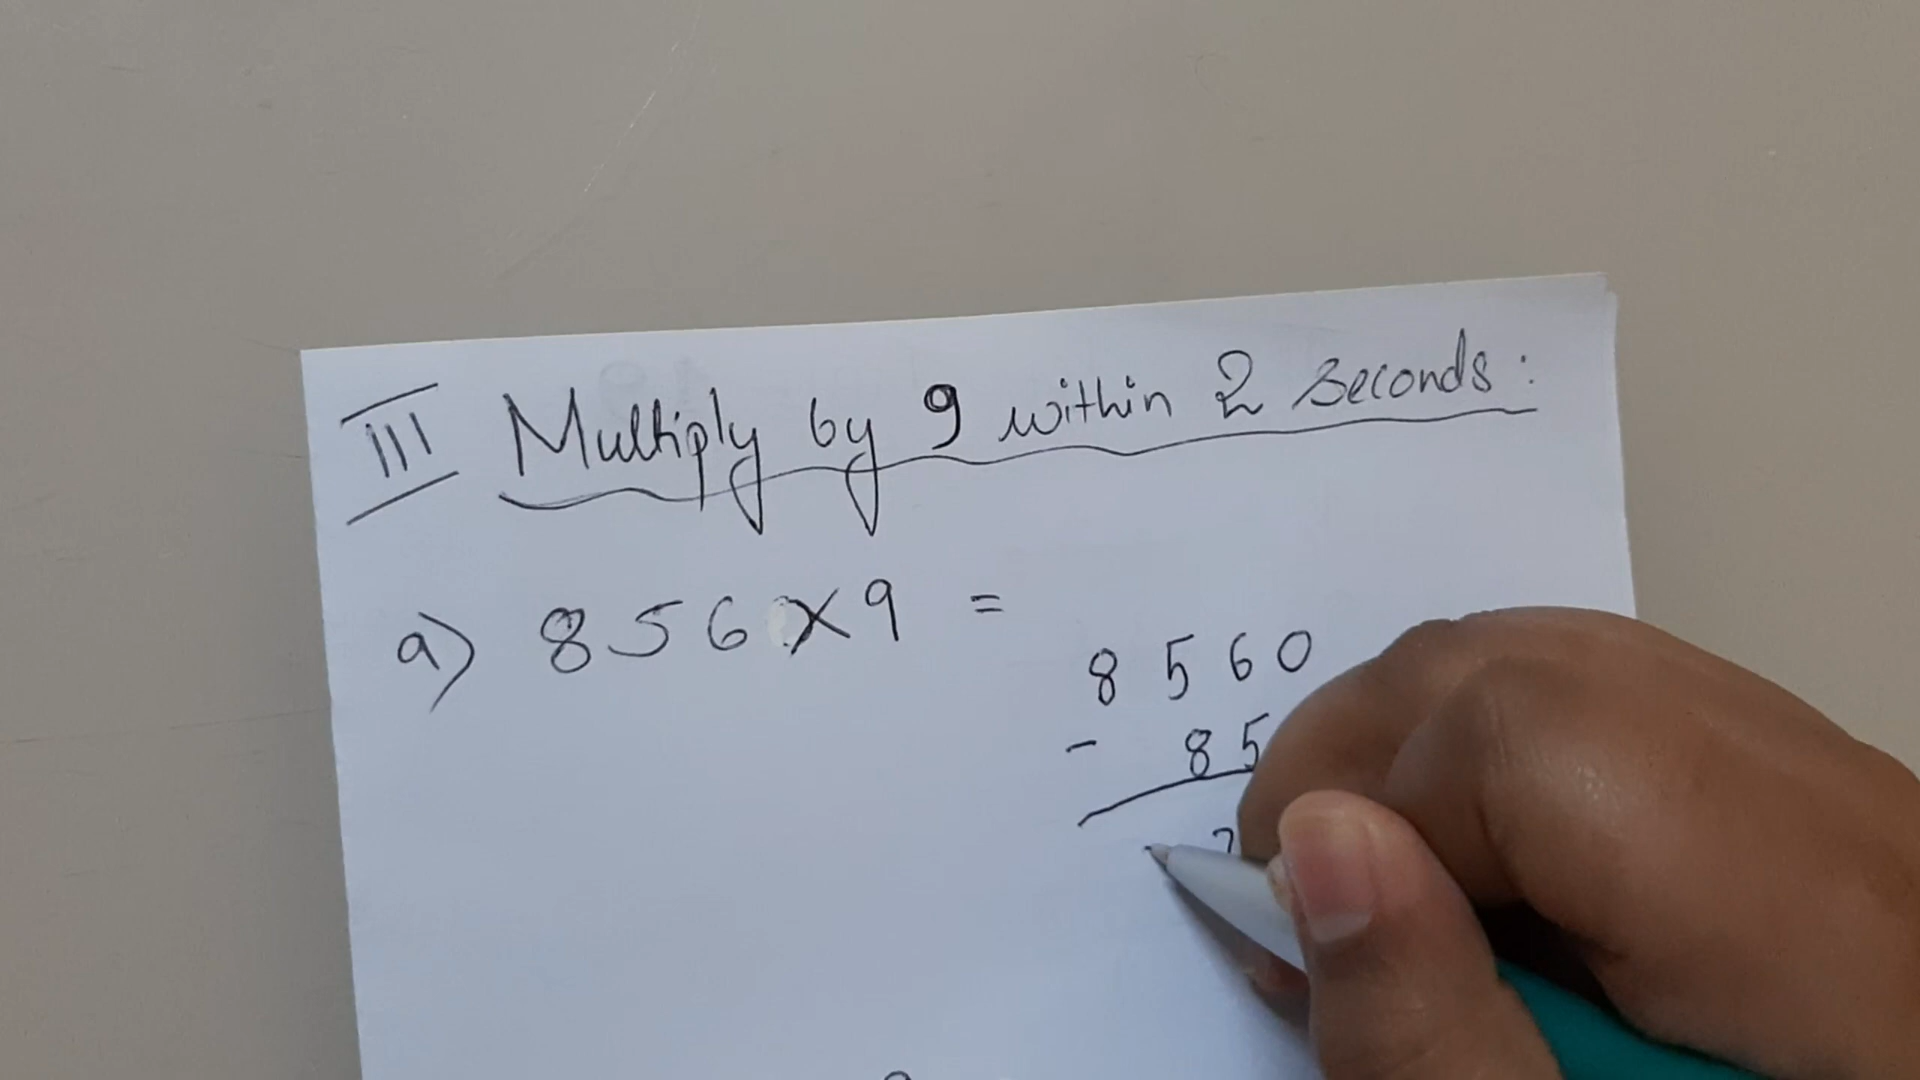 III Multiply by 9 within 2 seconds:
a) 856 × 9 =
8560
- 85